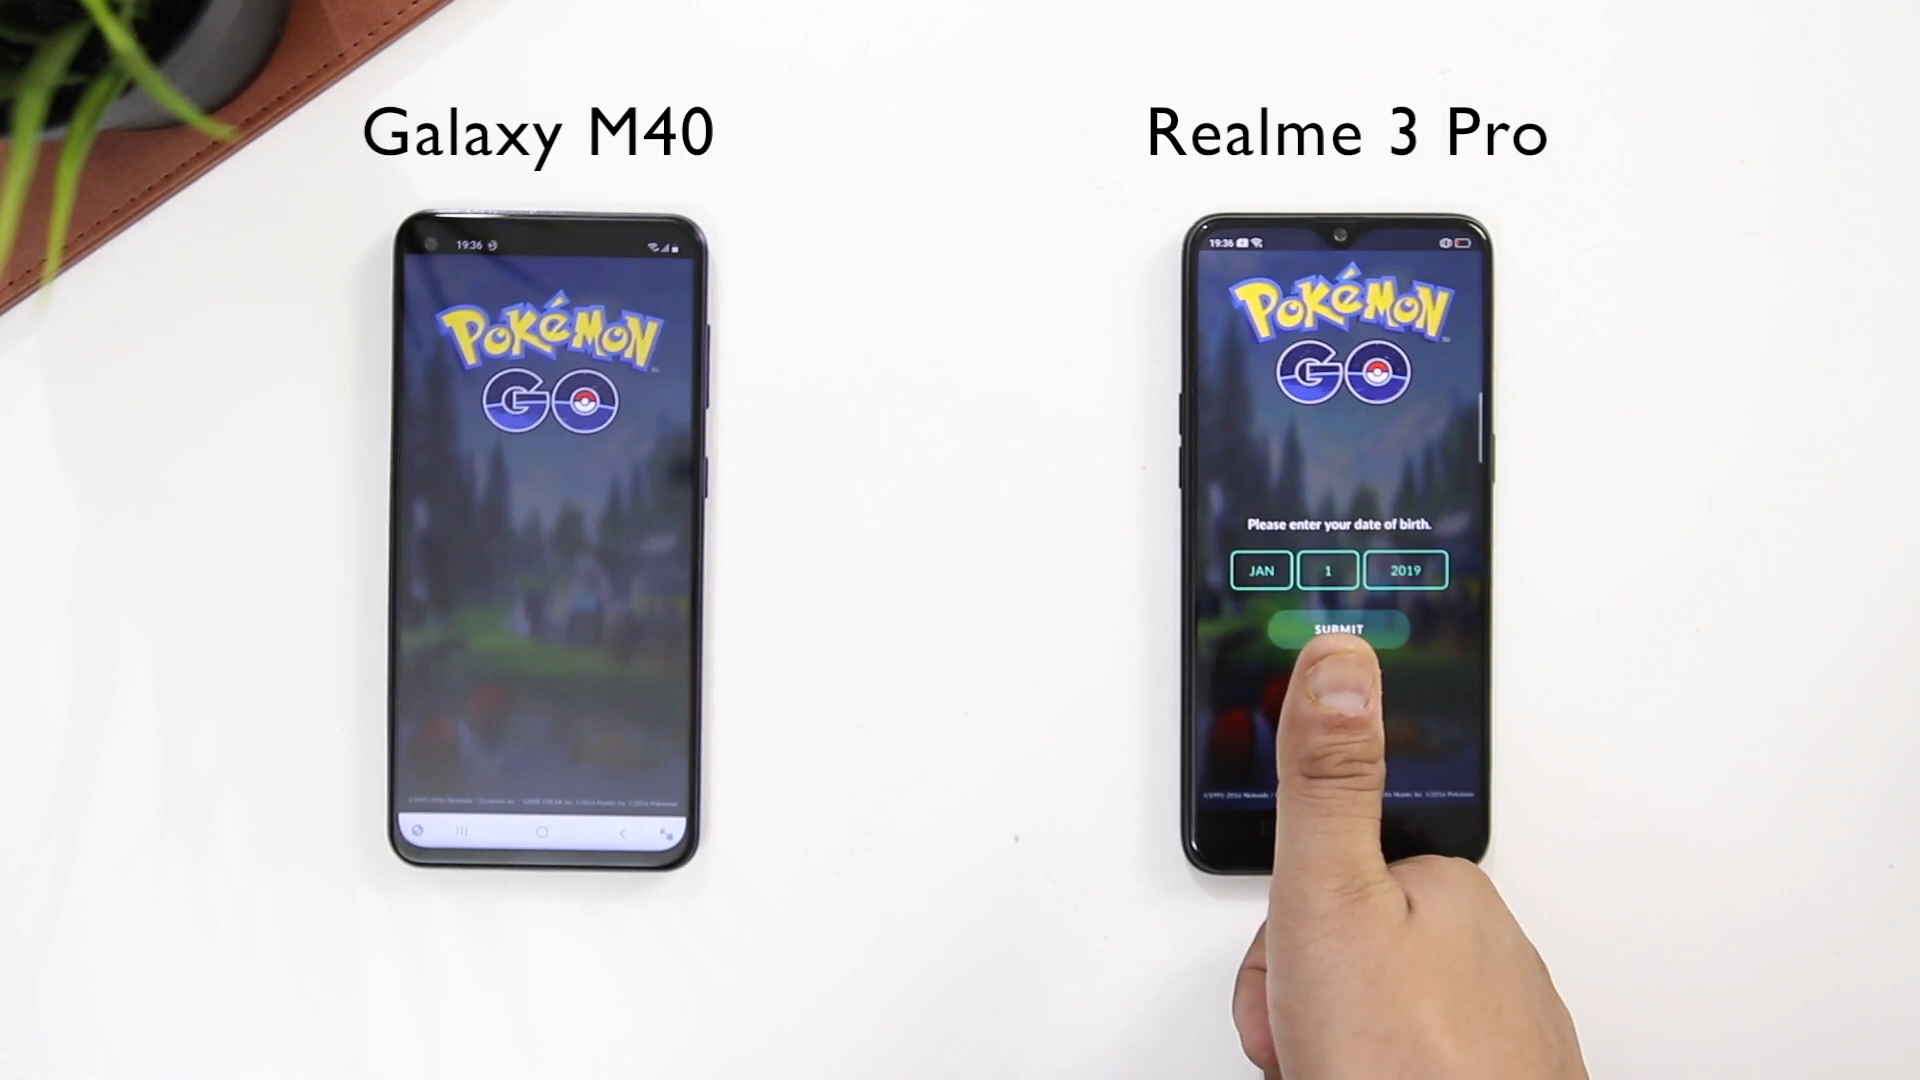 Galaxy M40
Realme 3 Pro
19:36
POKéMON
GO
19:36
POKéMON
GO
Please enter your date of birth.
JAN 1 2019
SUBMIT